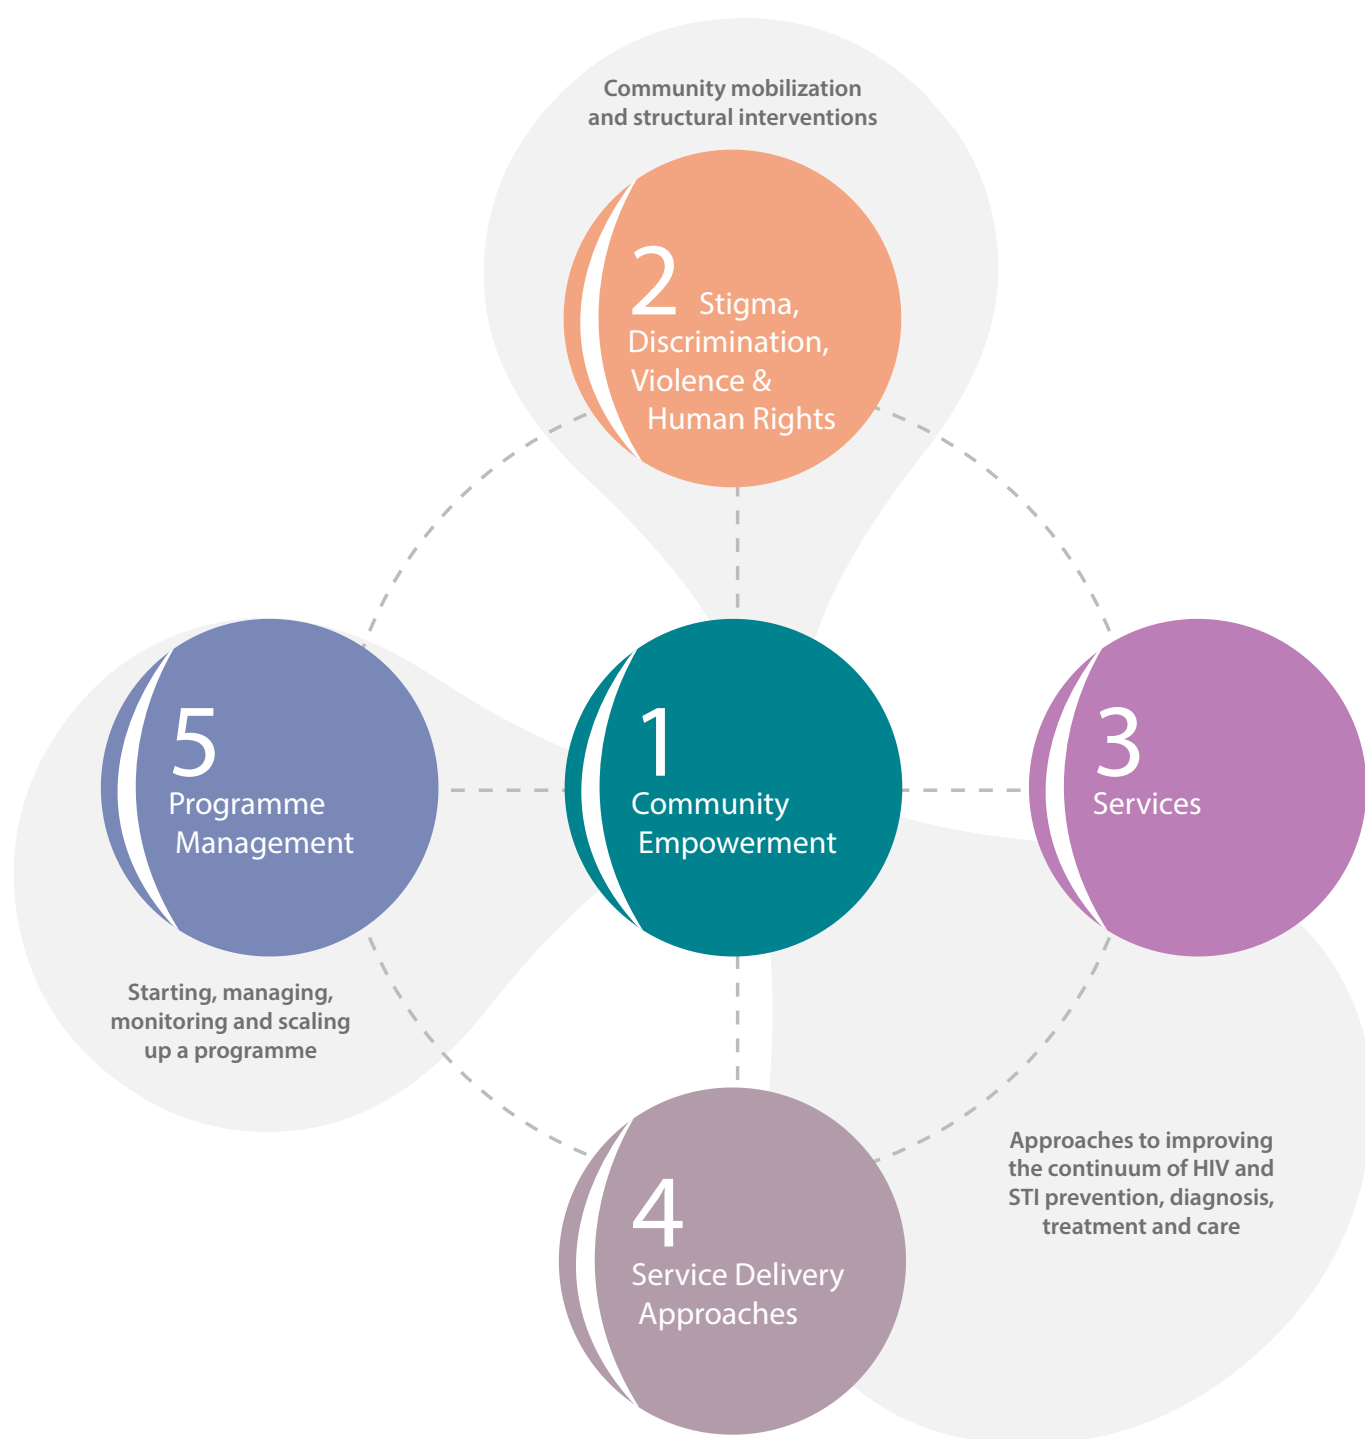 Community mobilization
and structural interventions
2 Stigma,
Discrimination,
Violence &
Human Rights
5
Programme
Management
1
Community
Empowerment
3
Services
Starting, managing,
monitoring and scaling
up a programme
4
Service Delivery
Approaches
Approaches to improving
the continuum of HIV and
STI prevention, diagnosis,
treatment and care